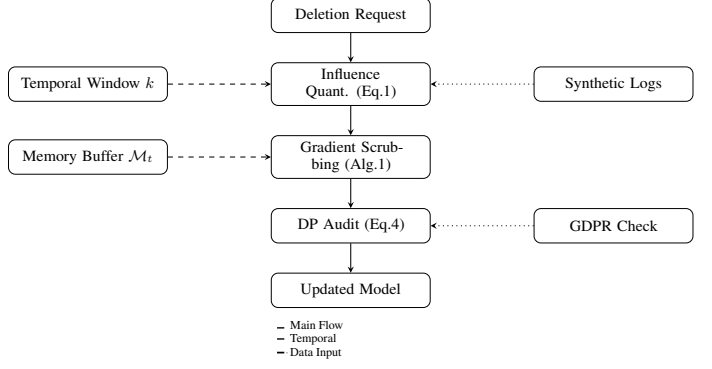 Deletion Request
Temporal Window k
Influence
Quant. (Eq.1)
Synthetic Logs
Memory Buffer ℳₜ
Gradient Scrub-
bing (Alg.1)
DP Audit (Eq.4)
GDPR Check
Updated Model
Main Flow
Temporal
Data Input